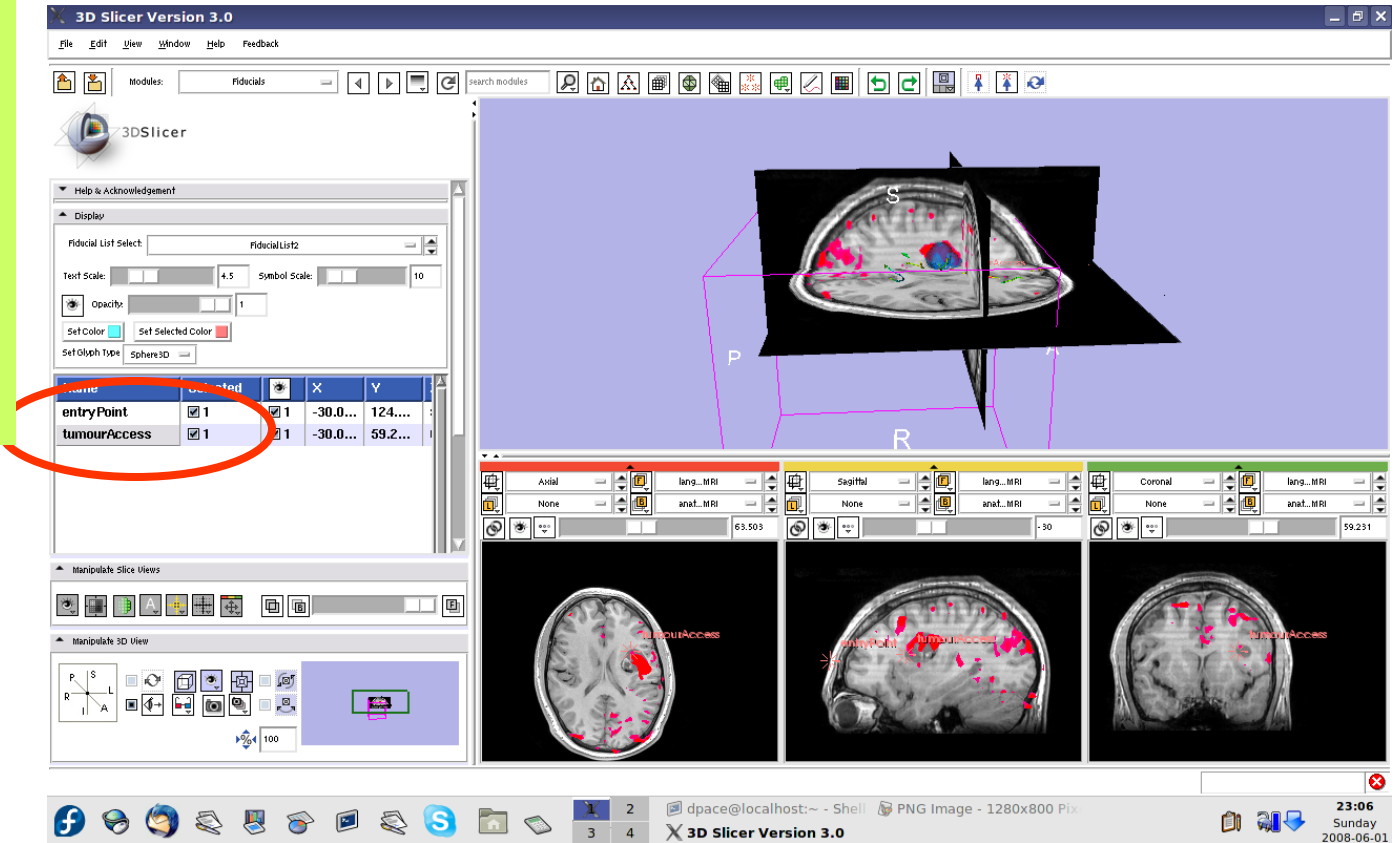 3D Slicer Version 3.0
File Edit View Window Help Feedback
Modules: Fiducials search modules
3DSlicer
Help & Acknowledgement
Display
Fiducial List Select: FiducialList2
Text Scale: 4.5 Symbol Scale: 10
Opacity: 1
Set Color Set Selected Color
Set Glyph Type Sphere3D
Name Selected X Y
entryPoint 1 1 -30.0... 124....
tumourAccess 1 1 -30.0... 59.2...
Manipulate Slice Views
Manipulate 3D View
P S
R L
I A
% 100
S
P A
R
Axial lang...MRI Sagittal lang...MRI Coronal lang...MRI
None anat...MRI None anat...MRI None anat...MRI
63.503 -30 59.231
tumourAccess
entryPoint tumourAccess
tumourAccess
1 2
3 4
dpace@localhost:~ - Shell PNG Image - 1280x800 Pix
3D Slicer Version 3.0
23:06
Sunday
2008-06-01